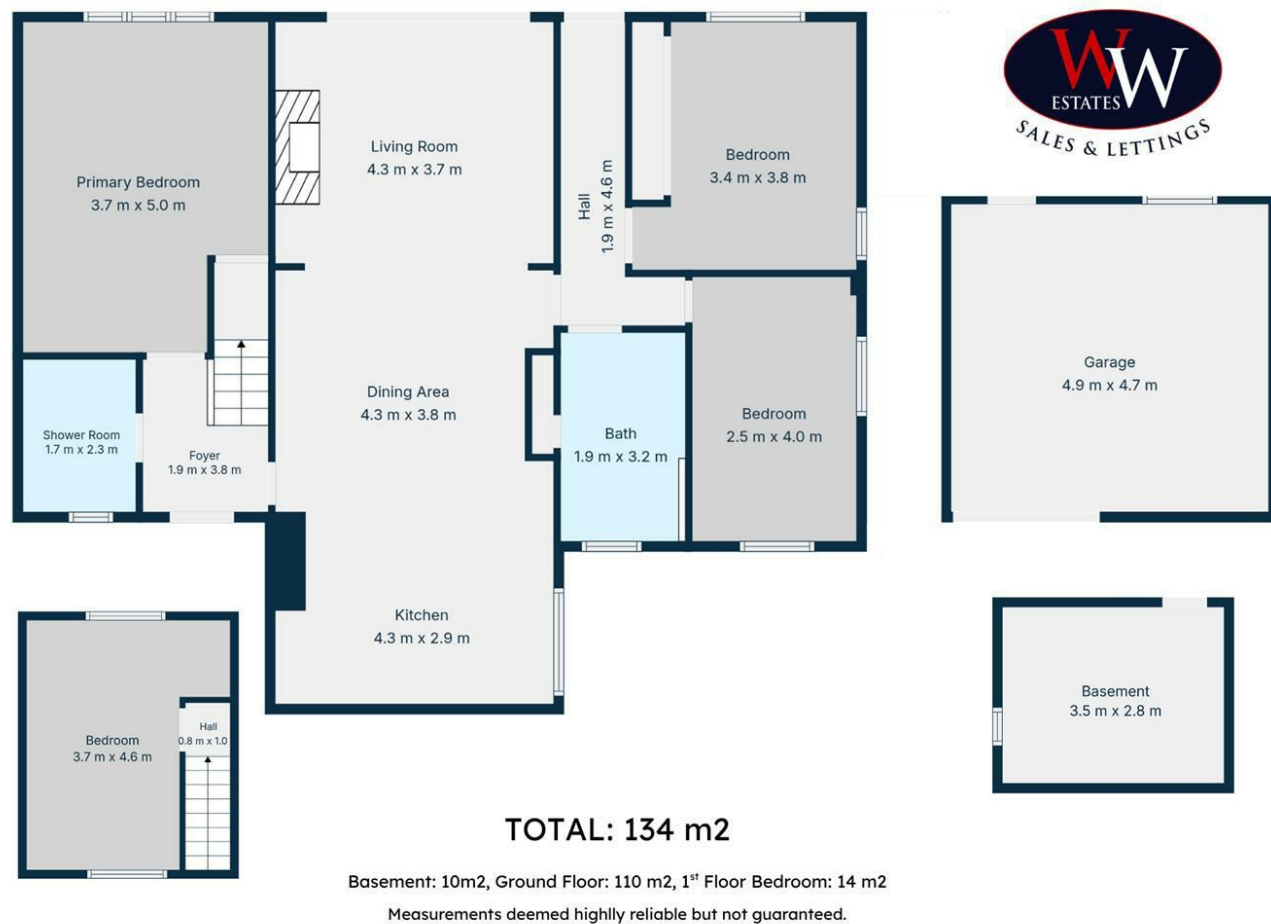 WW
ESTATES
SALES & LETTINGS
Primary Bedroom
3.7 m x 5.0 m
Living Room
4.3 m x 3.7 m
Hall
1.9 m x 4.6 m
Bedroom
3.4 m x 3.8 m
Garage
4.9 m x 4.7 m
Dining Area
4.3 m x 3.8 m
Bedroom
2.5 m x 4.0 m
Shower Room
1.7 m x 2.3 m
Foyer
1.9 m x 3.8 m
Bath
1.9 m x 3.2 m
Kitchen
4.3 m x 2.9 m
Bedroom
3.7 m x 4.6 m
Hall
0.8 m x 1.0
Basement
3.5 m x 2.8 m
TOTAL: 134 m2
Basement: 10m2, Ground Floor: 110 m2, 1st Floor Bedroom: 14 m2
Measurements deemed highlly reliable but not guaranteed.